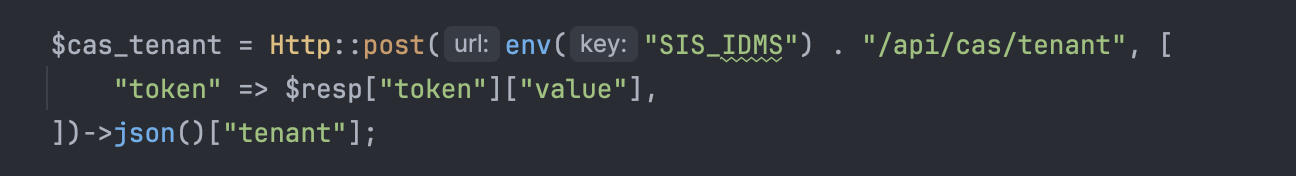 $cas_tenant = Http::post( url: env( key: "SIS_IDMS") . "/api/cas/tenant", [
    "token" => $resp["token"]["value"],
])->json()["tenant"];